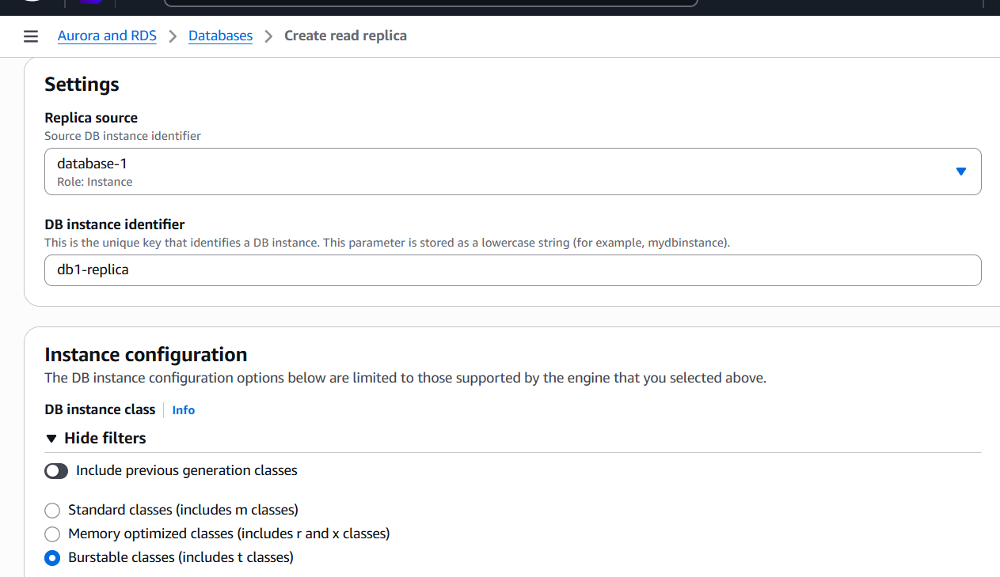 Aurora and RDS > Databases > Create read replica
Settings
Replica source
Source DB instance identifier
database-1
Role: Instance
DB instance identifier
This is the unique key that identifies a DB instance. This parameter is stored as a lowercase string (for example, mydbinstance).
db1-replica
Instance configuration
The DB instance configuration options below are limited to those supported by the engine that you selected above.
DB instance class | Info
Hide filters
Include previous generation classes
Standard classes (includes m classes)
Memory optimized classes (includes r and x classes)
Burstable classes (includes t classes)